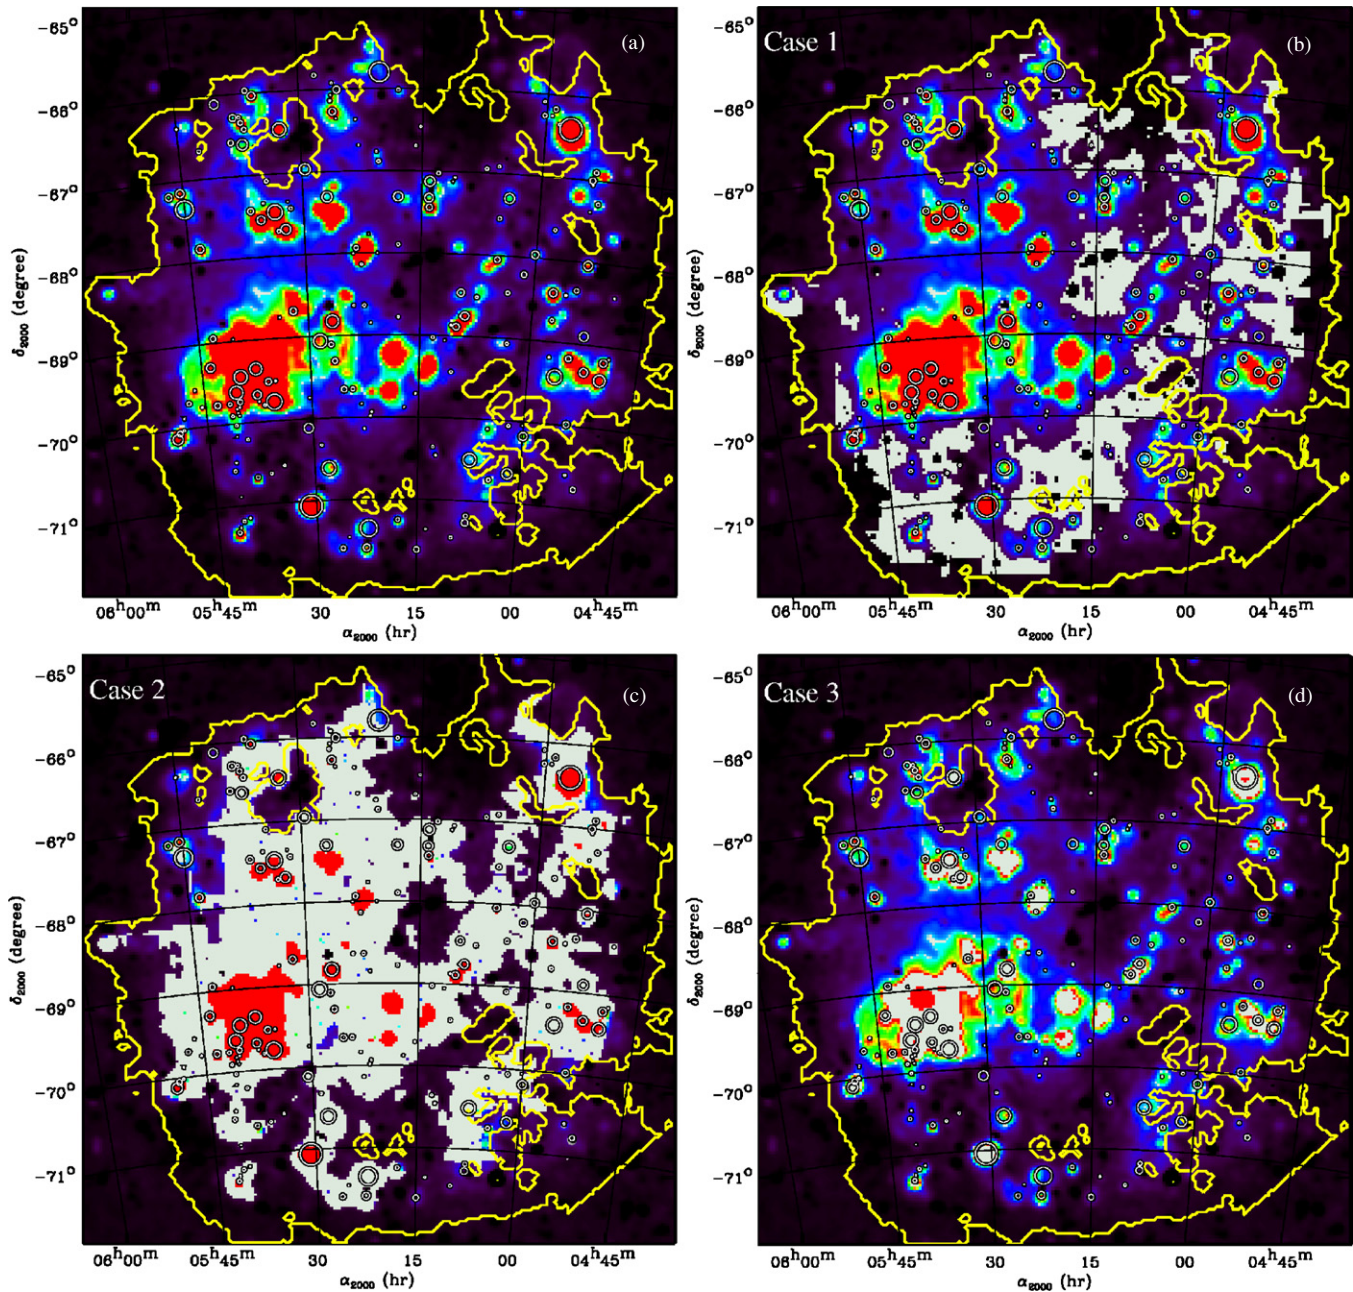 (a)
−65°
−66°
−67°
−68°
−69°
−70°
−71°
δ2000 (degree)
06h00m
05h45m
30
15
00
04h45m
α2000 (hr)
Case 1
(b)
−65°
−66°
−67°
−68°
−69°
−70°
−71°
δ2000 (degree)
06h00m
05h45m
30
15
00
04h45m
α2000 (hr)
Case 2
(c)
−65°
−66°
−67°
−68°
−69°
−70°
−71°
δ2000 (degree)
06h00m
05h45m
30
15
00
04h45m
α2000 (hr)
Case 3
(d)
−65°
−66°
−67°
−68°
−69°
−70°
−71°
δ2000 (degree)
06h00m
05h45m
30
15
00
04h45m
α2000 (hr)